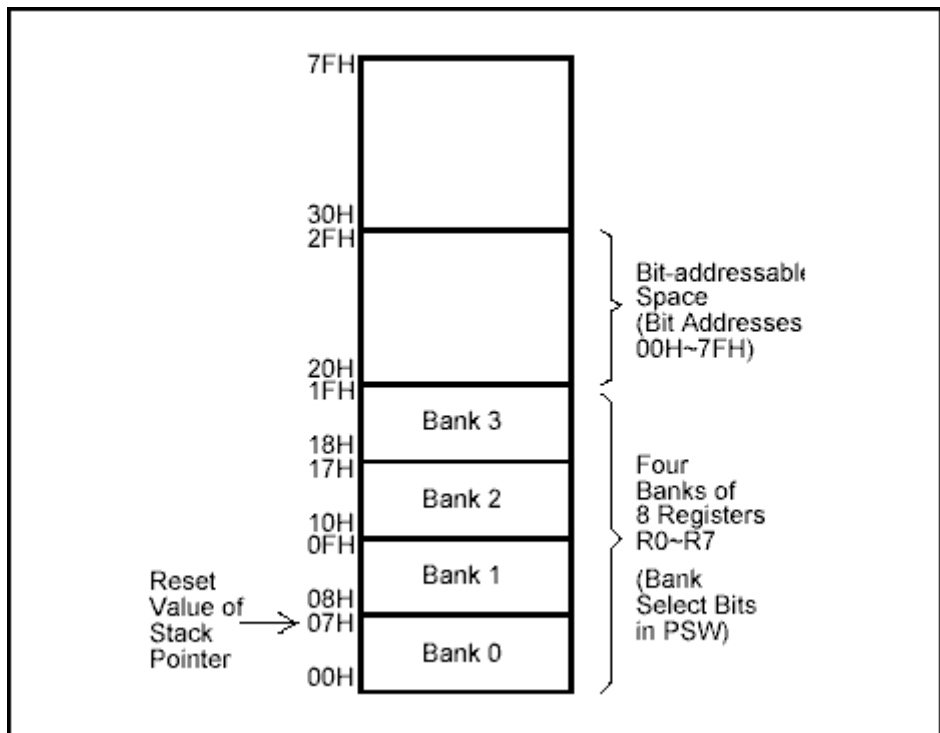 7FH
30H
2FH
Bit-addressable
Space
(Bit Addresses
00H~7FH)
20H
1FH
Bank 3
18H
17H
Bank 2
10H
0FH
Four
Banks of
8 Registers
R0~R7
(Bank
Select Bits
in PSW)
Bank 1
08H
07H
Reset
Value of
Stack
Pointer
Bank 0
00H